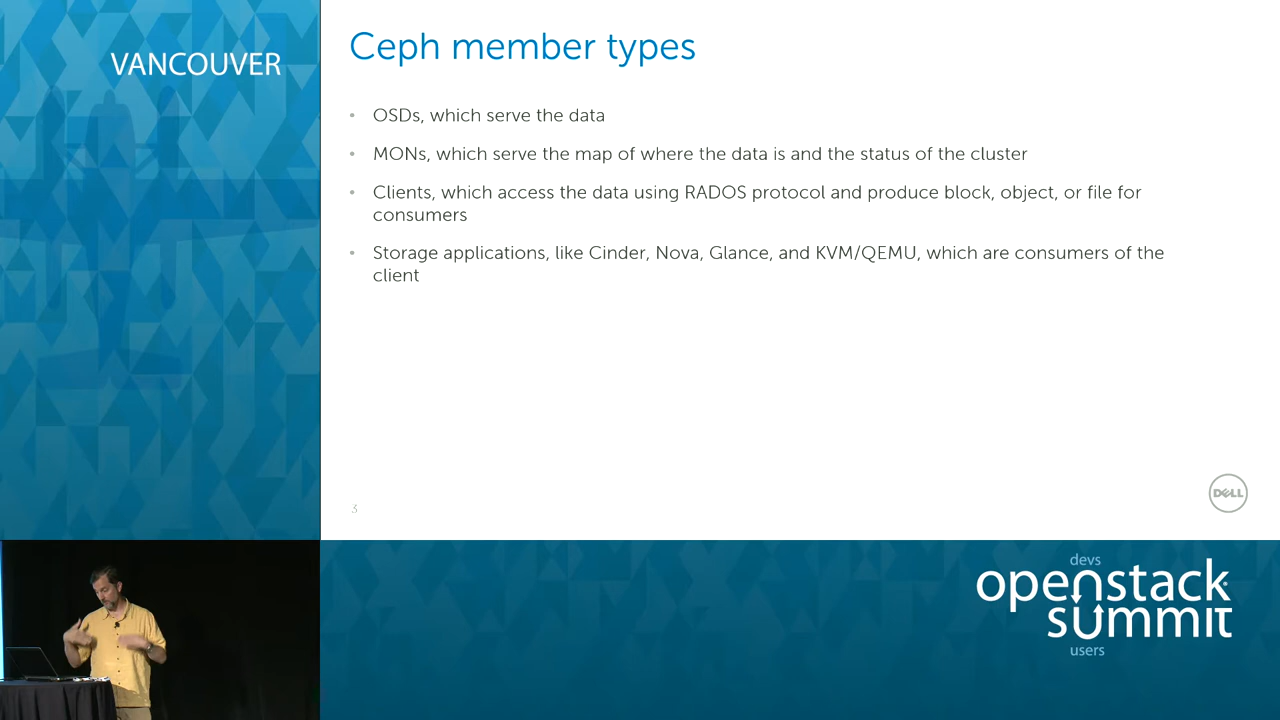 VANCOUVER
Ceph member types
• OSDs, which serve the data
• MONs, which serve the map of where the data is and the status of the cluster
• Clients, which access the data using RADOS protocol and produce block, object, or file for
consumers
• Storage applications, like Cinder, Nova, Glance, and KVM/QEMU, which are consumers of the
client
3
DELL
devs
openstack
summit
users